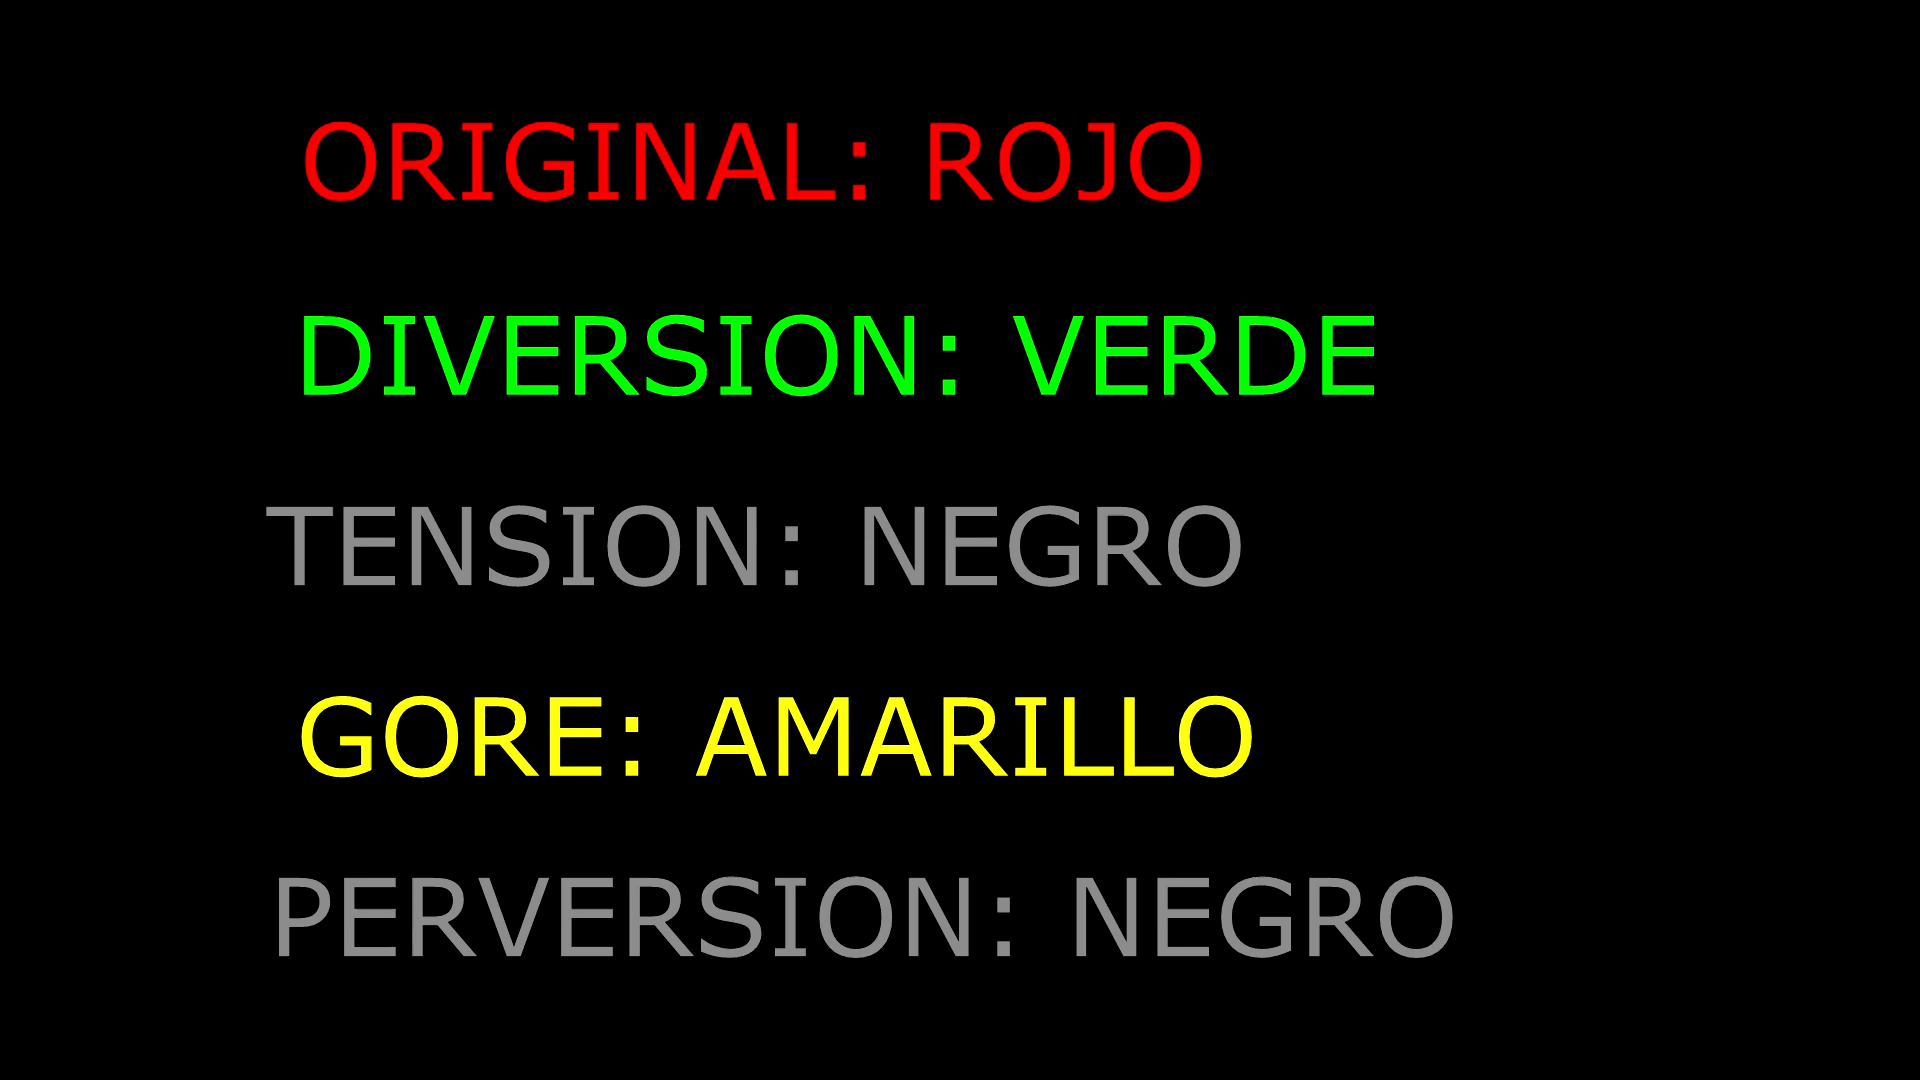 ORIGINAL: ROJO
DIVERSION: VERDE
TENSION: NEGRO
GORE: AMARILLO
PERVERSION: NEGRO